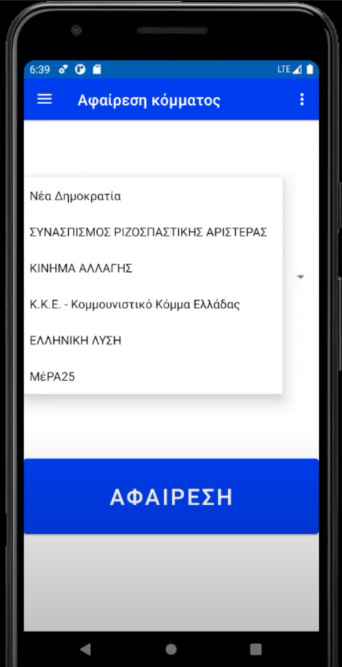 6:39 LTE
Αφαίρεση κόμματος
Νέα Δημοκρατία
ΣΥΝΑΣΠΙΣΜΟΣ ΡΙΖΟΣΠΑΣΤΙΚΗΣ ΑΡΙΣΤΕΡΑΣ
ΚΙΝΗΜΑ ΑΛΛΑΓΗΣ
Κ.Κ.Ε. - Κομμουνιστικό Κόμμα Ελλάδας
ΕΛΛΗΝΙΚΗ ΛΥΣΗ
ΜέΡΑ25
ΑΦΑΙΡΕΣΗ